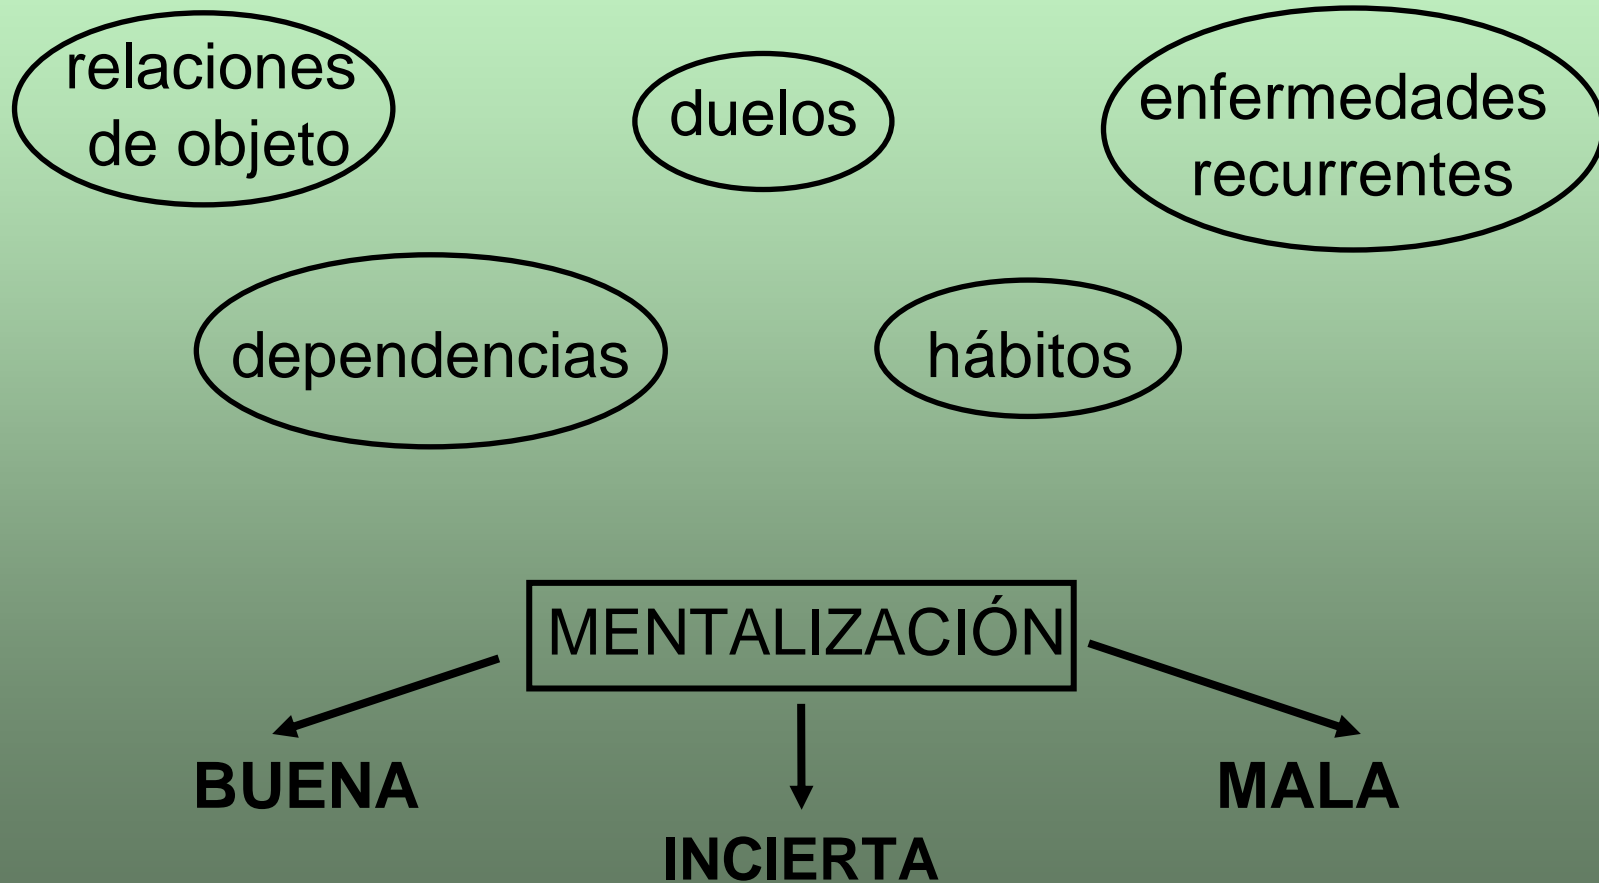 relaciones
de objeto
duelos
enfermedades
recurrentes
dependencias
hábitos
MENTALIZACIÓN
BUENA
MALA
INCIERTA